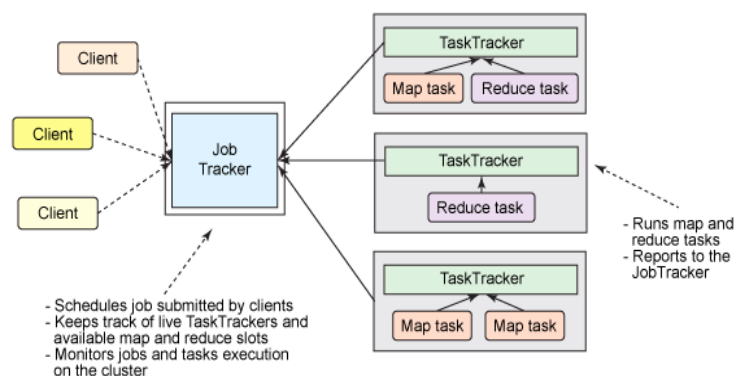 Client
Client
Client
Job
Tracker
TaskTracker
Map task
Reduce task
TaskTracker
Reduce task
TaskTracker
Map task
Map task
- Runs map and
reduce tasks
- Reports to the
JobTracker
- Schedules job submitted by clients
- Keeps track of live TaskTrackers and
available map and reduce slots
- Monitors jobs and tasks execution
on the cluster